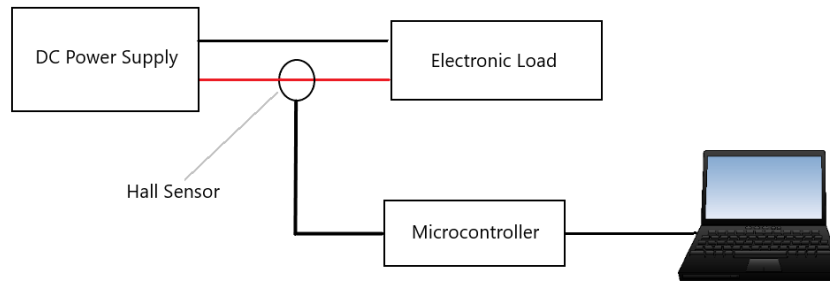 DC Power Supply
Electronic Load
Hall Sensor
Microcontroller